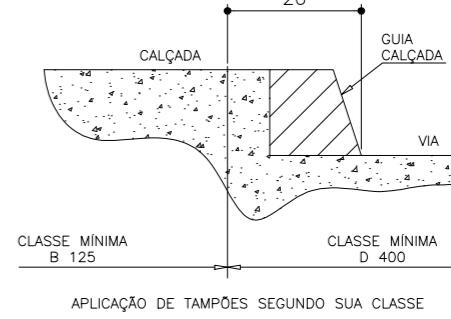 20
CALÇADA
GUIA
CALÇADA
VIA
CLASSE MÍNIMA
B 125
CLASSE MÍNIMA
D 400
APLICAÇÃO DE TAMPÕES SEGUNDO SUA CLASSE